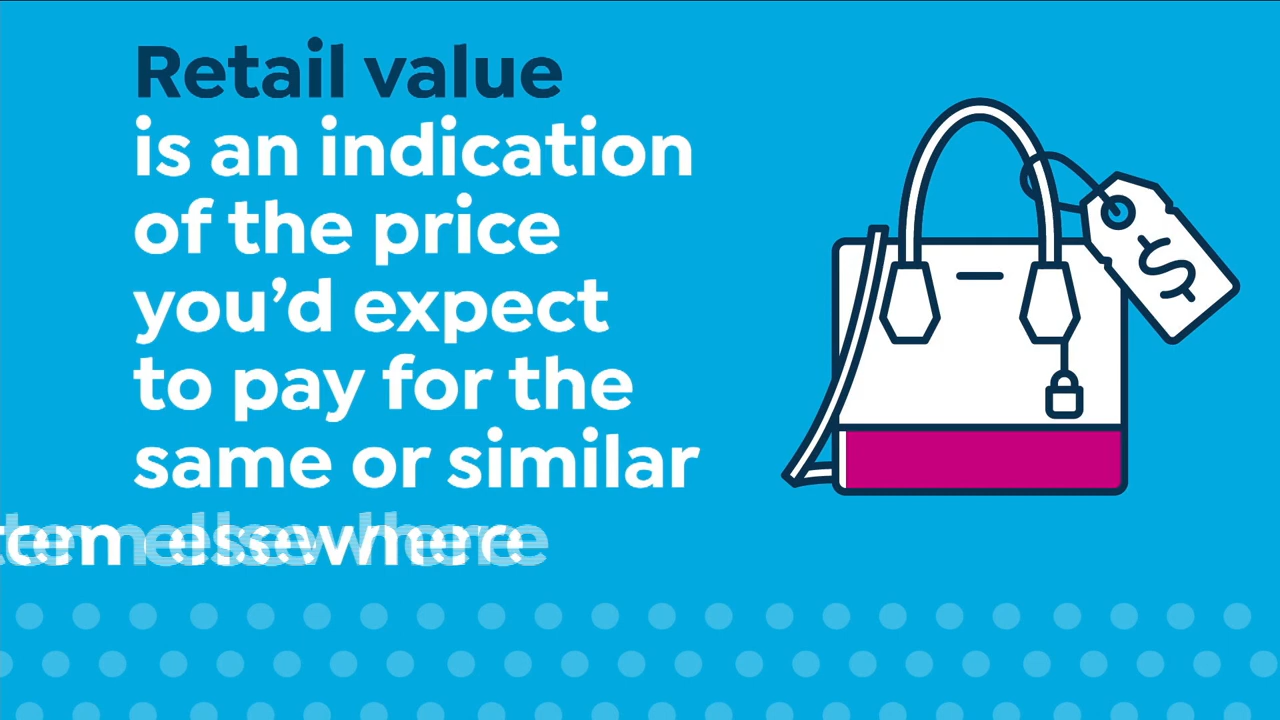 Retail value
is an indication
of the price
you'd expect
to pay for the
same or similar
elsewhere
$